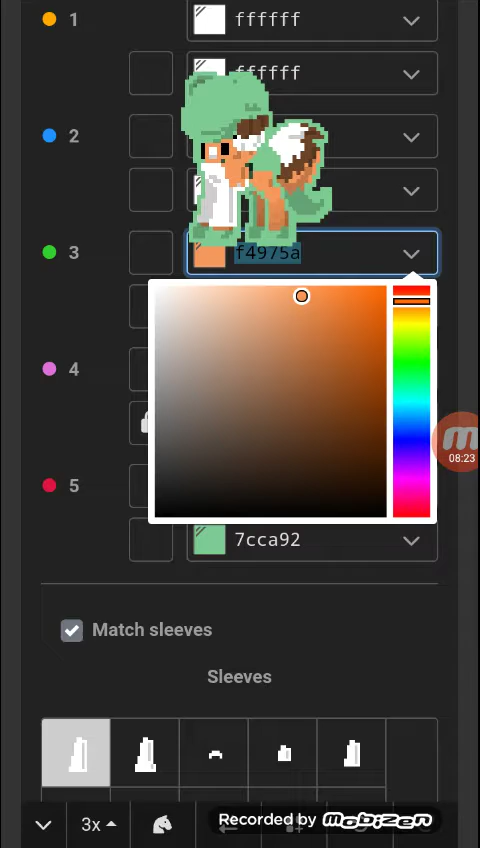 1
ffffff
ffffff
2
3
f4975a
4
08:23
5
7cca92
Match sleeves
Sleeves
3x
Recorded by mobizen